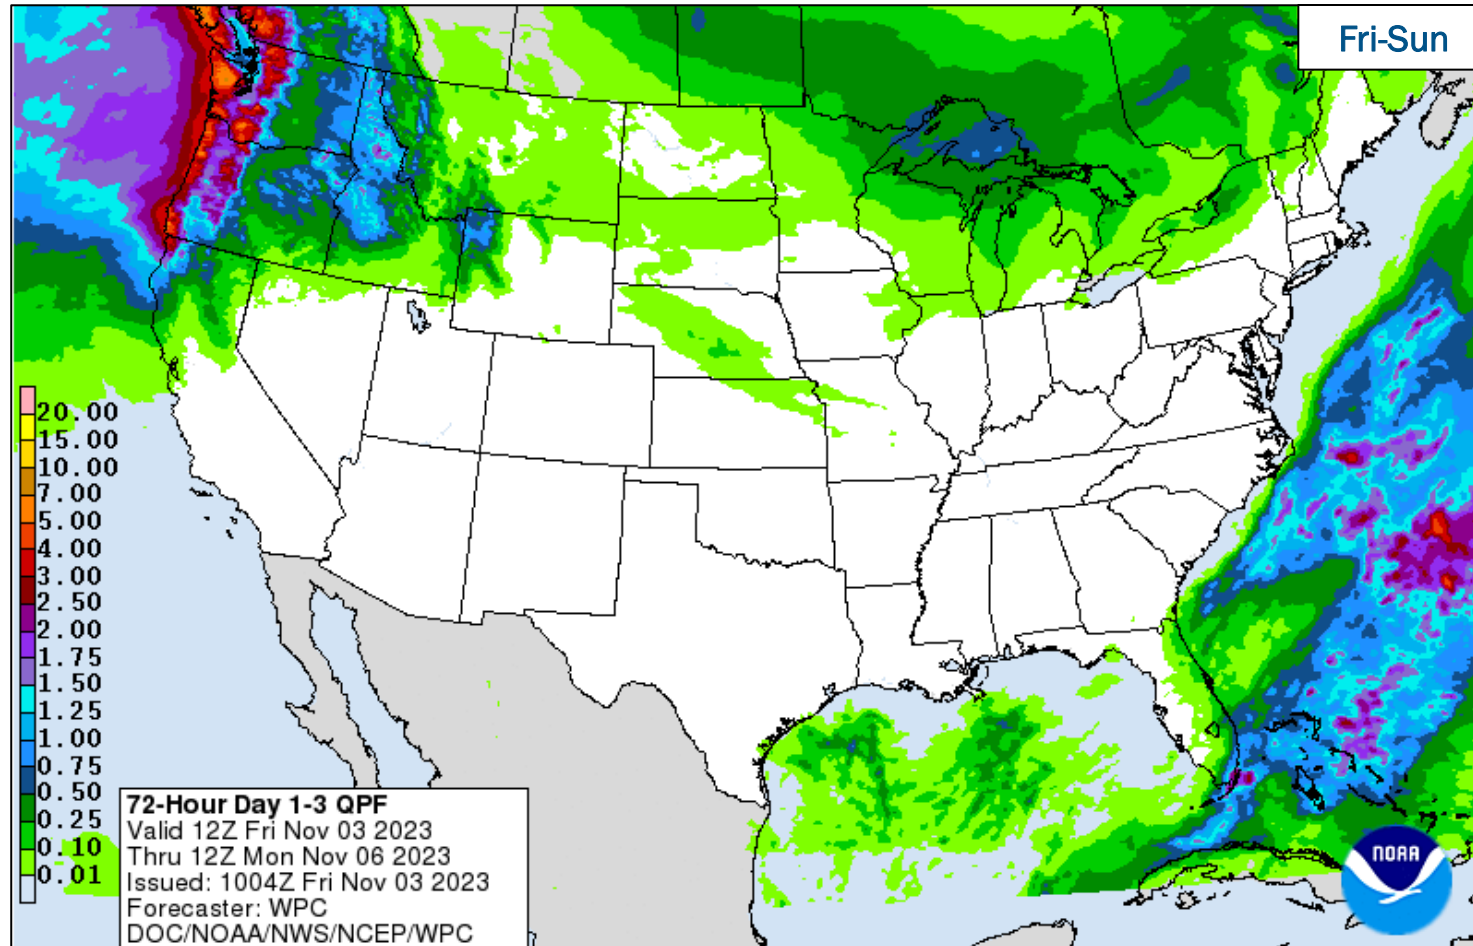 Fri-Sun
20.00
15.00
10.00
7.00
5.00
4.00
3.00
2.50
2.00
1.75
1.50
1.25
1.00
0.75
0.50
0.25
0.10
0.01
72-Hour Day 1-3 QPF
Valid 12Z Fri Nov 03 2023
Thru 12Z Mon Nov 06 2023
Issued: 1004Z Fri Nov 03 2023
Forecaster: WPC
DOC/NOAA/NWS/NCEP/WPC
NOAA